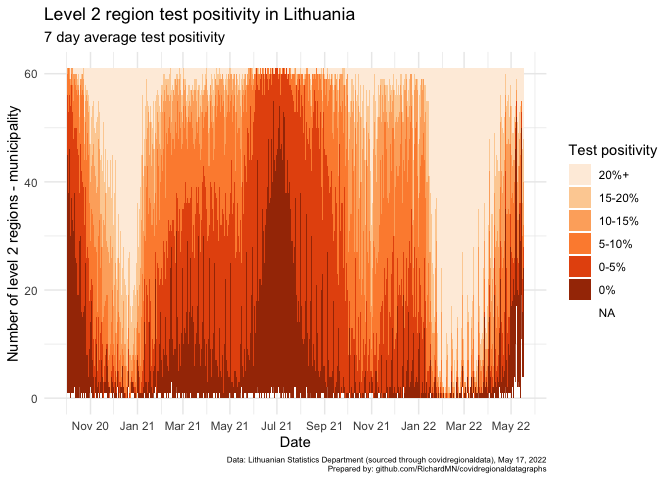 Level 2 region test positivity in Lithuania
7 day average test positivity
Number of level 2 regions - municipality
60
40
20
0
Nov 20 Jan 21 Mar 21 May 21 Jul 21 Sep 21 Nov 21 Jan 22 Mar 22 May 22
Date
Test positivity
20%+
15-20%
10-15%
5-10%
0-5%
0%
NA
Data: Lithuanian Statistics Department (sourced through covidregionaldata), May 17, 2022
Prepared by: github.com/RichardMN/covidregionaldatagraphs